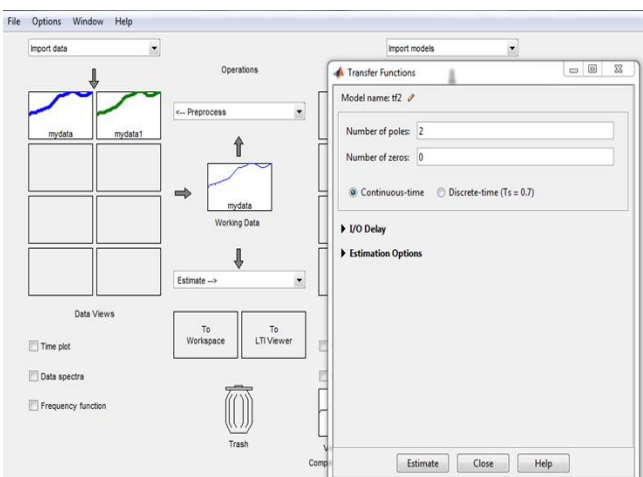 File Options Window Help
Import data
Operations
Import models
mydata
mydata1
<-- Preprocess
mydata
Working Data
Estimate -->
Data Views
To
Workspace
To
LTI Viewer
Time plot
Data spectra
Frequency function
Trash
Transfer Functions
Model name: tf2
Number of poles: 2
Number of zeros: 0
Continuous-time
Discrete-time (Ts = 0.7)
I/O Delay
Estimation Options
Estimate
Close
Help